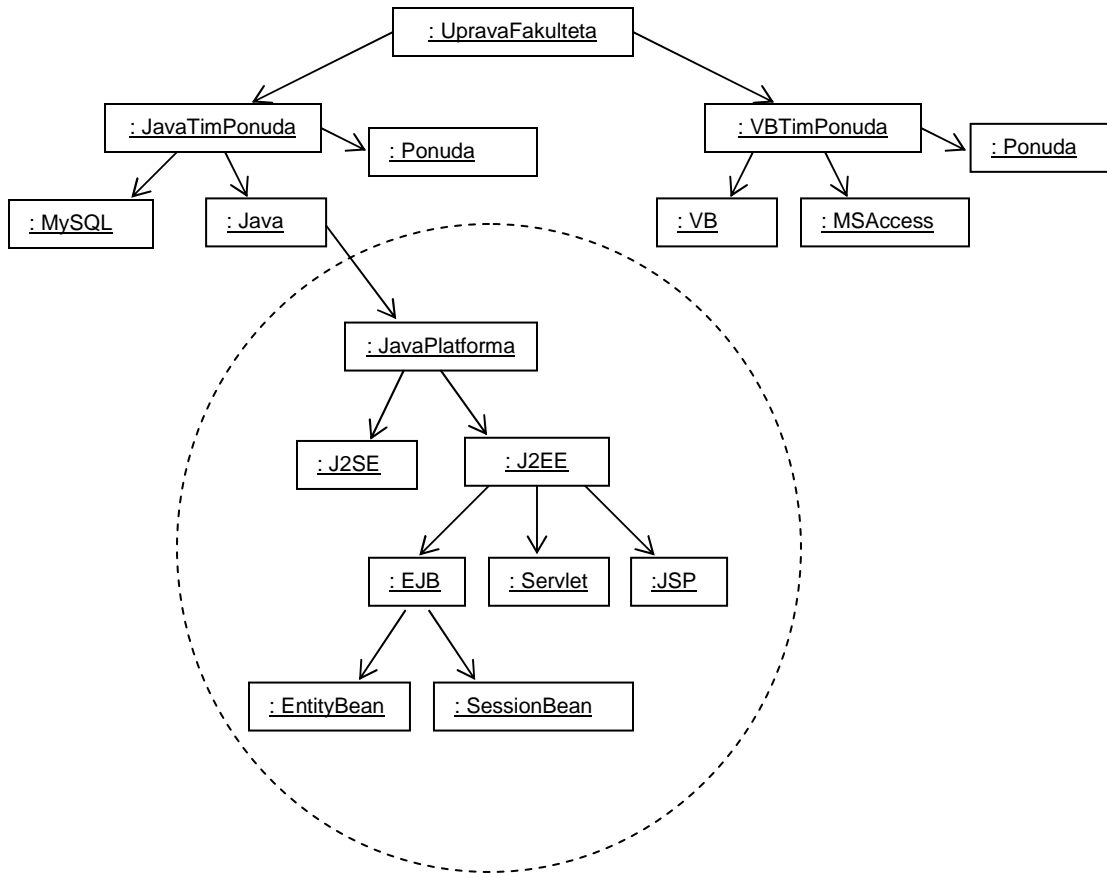 : UpravaFakulteta
: JavaTimPonuda
: VBTimPonuda
: Ponuda
: Ponuda
: MySQL
: Java
: VB
: MSAccess
: JavaPlatforma
: J2SE
: J2EE
: EJB
: Servlet
:JSP
: EntityBean
: SessionBean